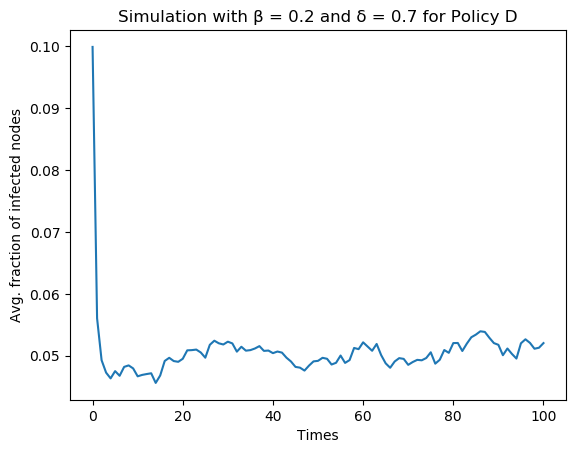 Simulation with β = 0.2 and δ = 0.7 for Policy D
Avg. fraction of infected nodes
0.10
0.09
0.08
0.07
0.06
0.05
0 20 40 60 80 100
Times